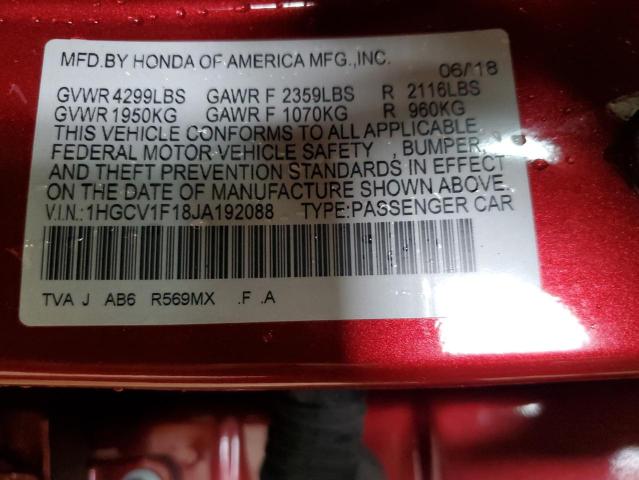 MFD.BY HONDA OF AMERICA MFG.,INC. 06/18
GVWR 4299LBS GAWR F 2359LBS R 2116LBS
GVWR 1950KG GAWR F 1070KG R 960KG
THIS VEHICLE CONFORMS TO ALL APPLICABLE
FEDERAL MOTOR VEHICLE SAFETY , BUMPER,
AND THEFT PREVENTION STANDARDS IN EFFECT
ON THE DATE OF MANUFACTURE SHOWN ABOVE.
V.I.N.: 1HGCV1F18JA192088 TYPE:PASSENGER CAR
TVA J AB6 R569MX .F .A